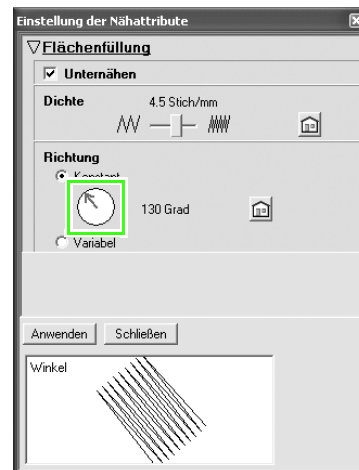 Einstellung der Nähattribute
Flächenfüllung
Unternähen
Dichte 4.5 Stich/mm
Richtung
Konstant
130 Grad
Variabel
Anwenden Schließen
Winkel